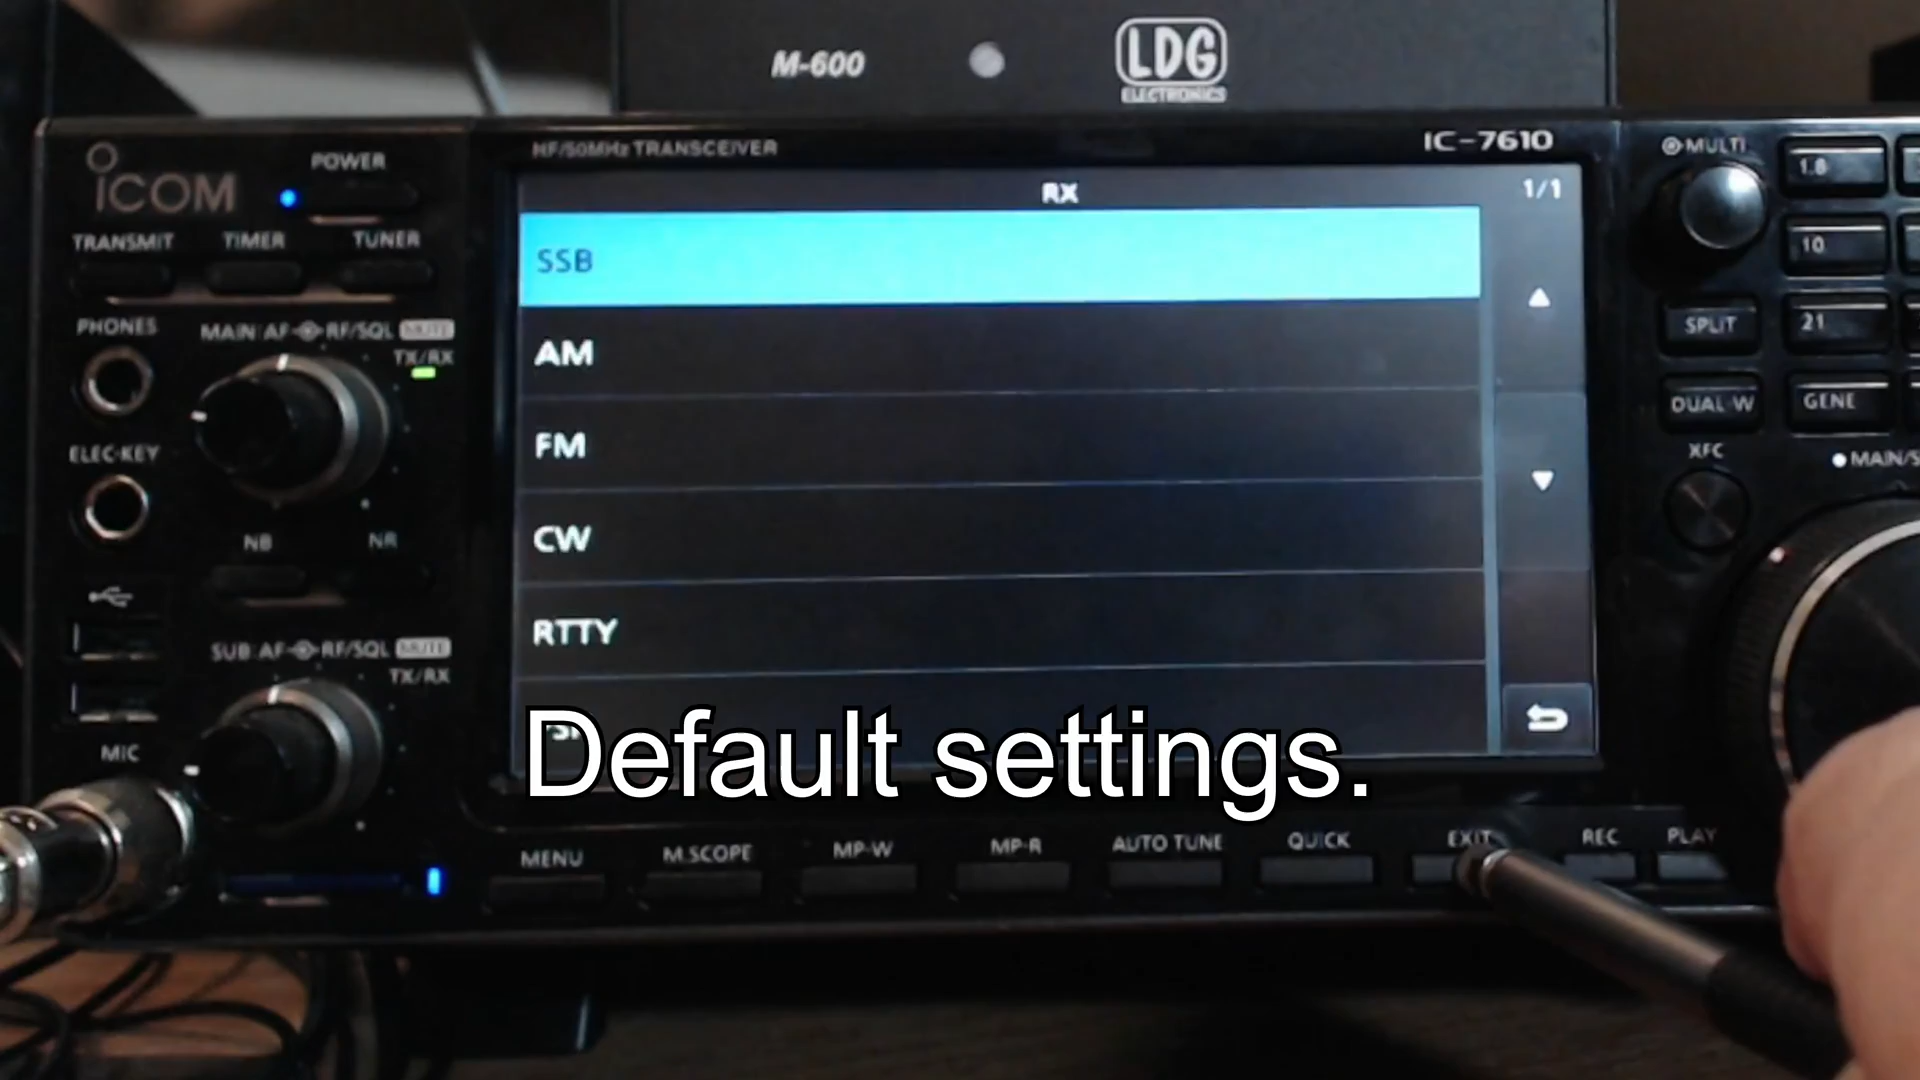 M-600
LDG
ELECTRONICS
HF/50MHz TRANSCEIVER
IC-7610
ICOM
POWER
TRANSMIT
TIMER
TUNER
PHONES
MAIN AF RF/SQL MUTE
TX/RX
ELEC-KEY
NB
NR
SUB AF RF/SQL MUTE
TX/RX
MIC
RX
1/1
SSB
AM
FM
CW
RTTY
Default settings.
MENU
M.SCOPE
MP-W
MP-R
AUTO TUNE
QUICK
EXIT
REC
PLAY
MULTI
1.8
10
SPLIT
21
DUAL-W
GENE
XFC
MAIN/S